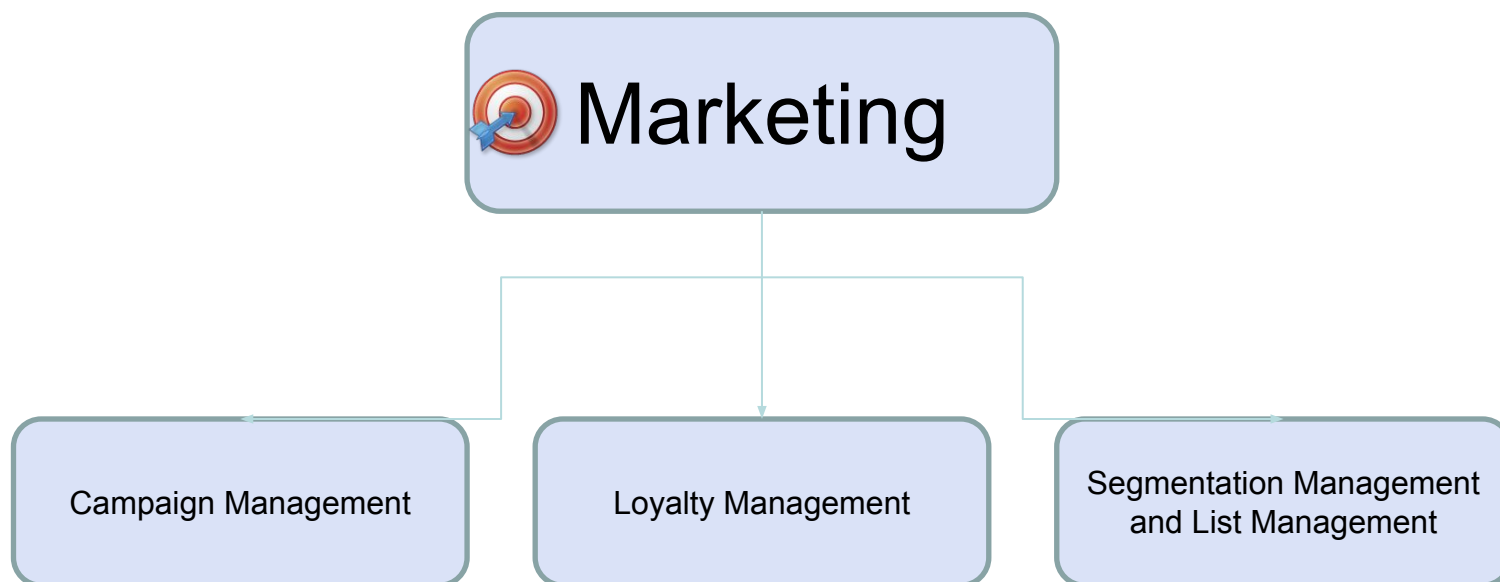 Marketing
Campaign Management
Loyalty Management
Segmentation Management
and List Management